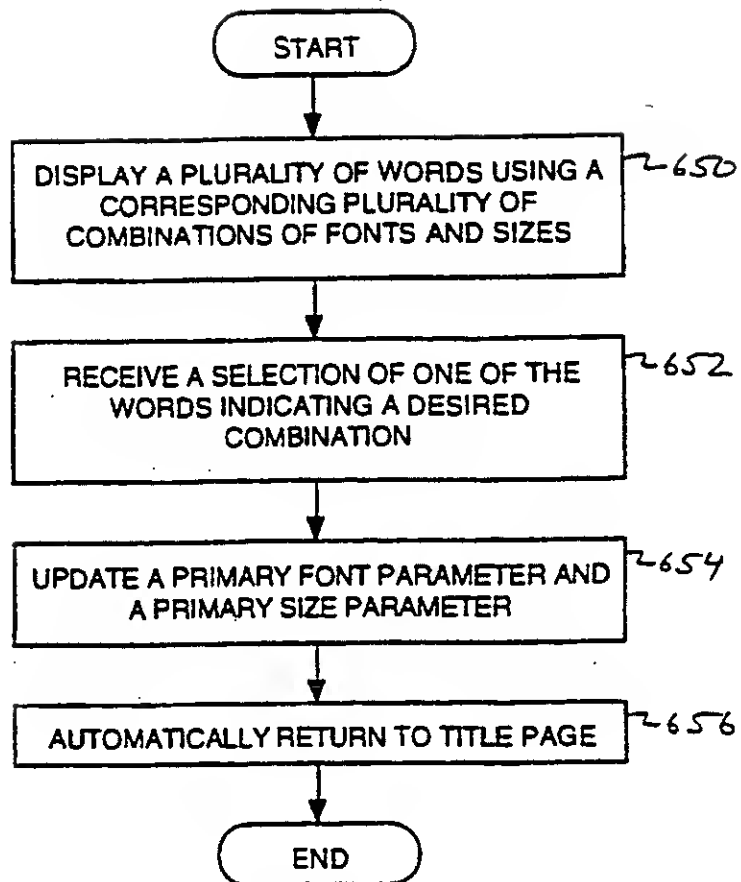 START
DISPLAY A PLURALITY OF WORDS USING A
CORRESPONDING PLURALITY OF
COMBINATIONS OF FONTS AND SIZES
650
RECEIVE A SELECTION OF ONE OF THE
WORDS INDICATING A DESIRED
COMBINATION
652
UPDATE A PRIMARY FONT PARAMETER AND
A PRIMARY SIZE PARAMETER
654
AUTOMATICALLY RETURN TO TITLE PAGE
656
END